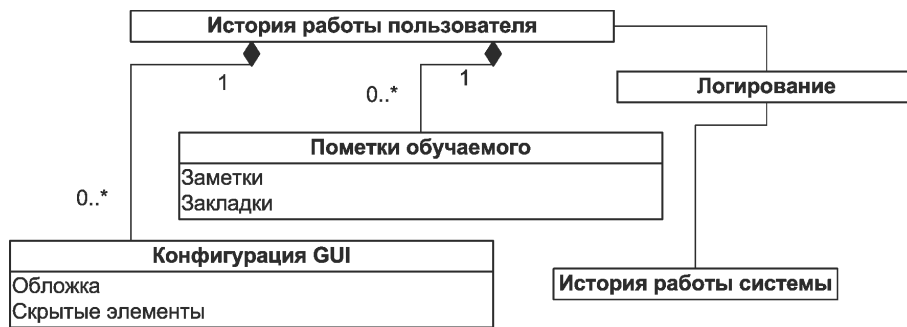 История работы пользователя
1
1
Логирование
0..*
Пометки обучаемого
Заметки
Закладки
0..*
Конфигурация GUI
Обложка
Скрытые элементы
История работы системы